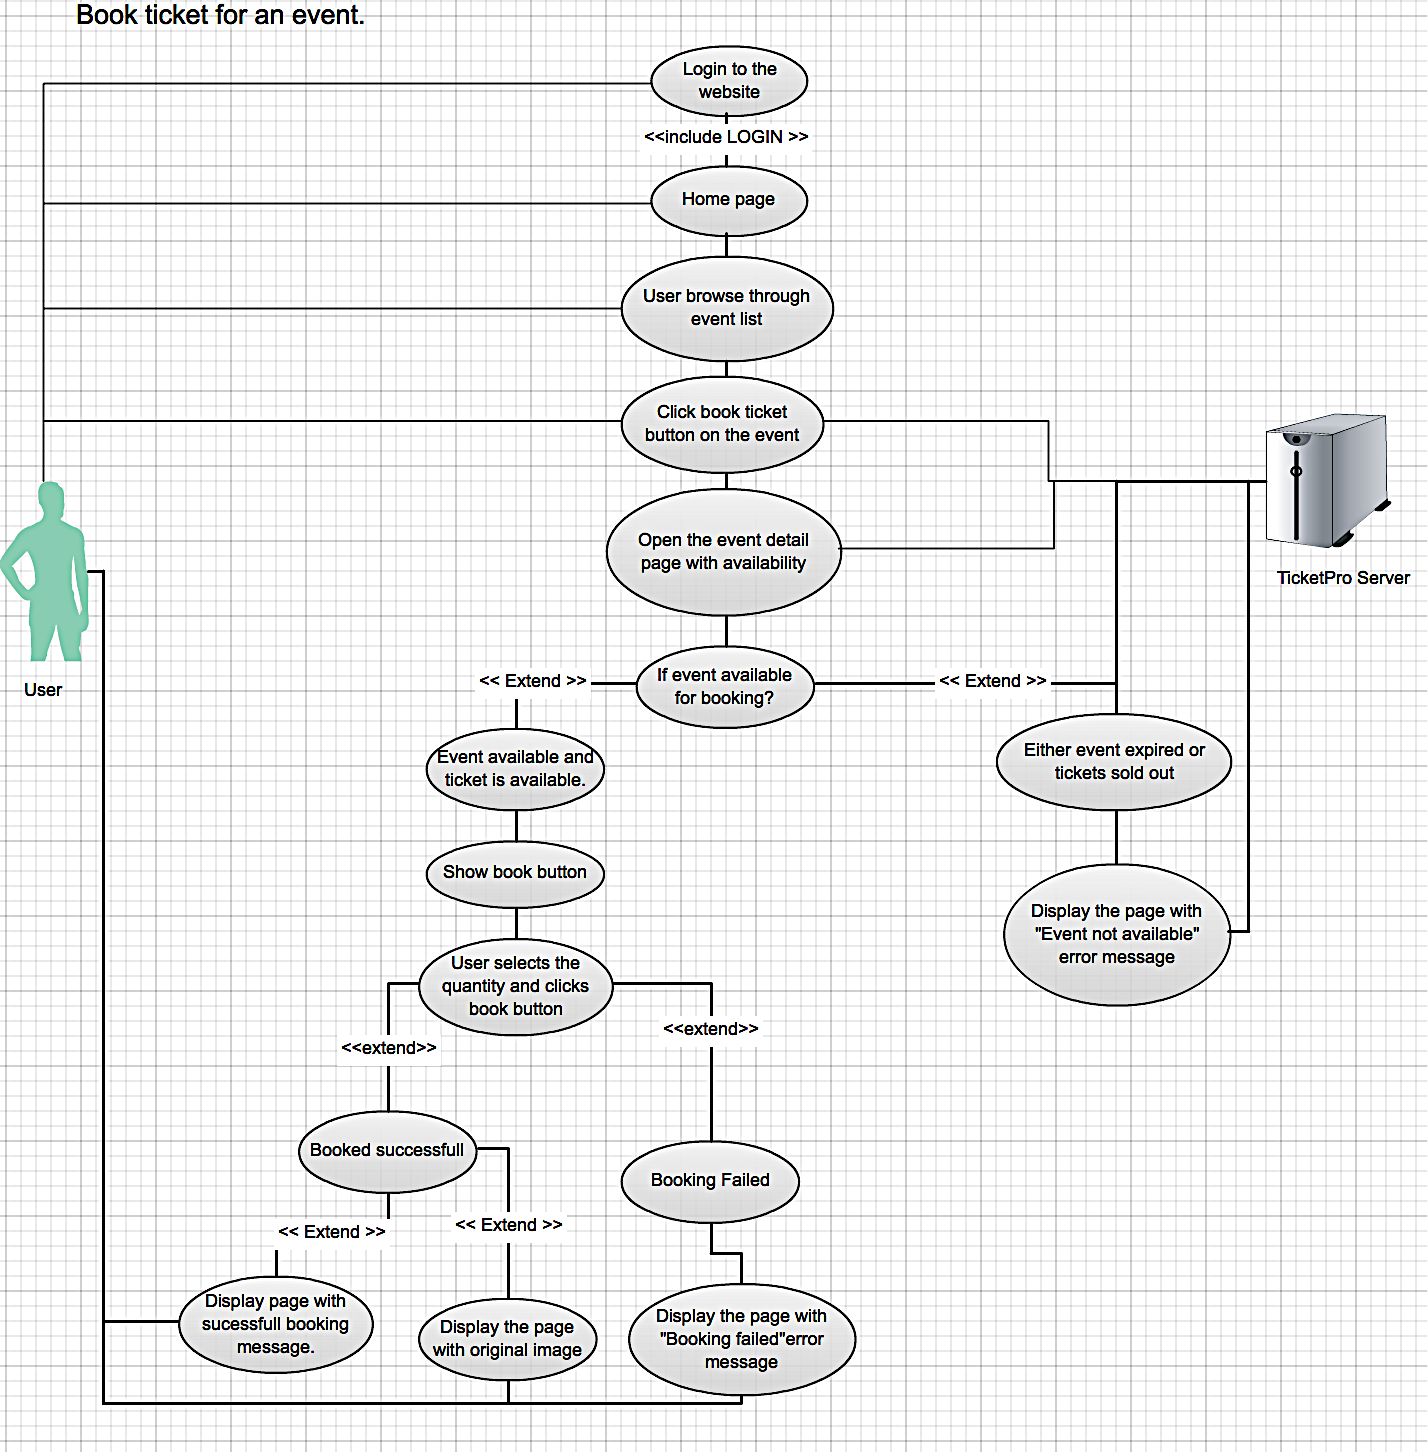 Book ticket for an event.
Login to the
website
<<include LOGIN >>
Home page
User browse through
event list
Click book ticket
button on the event
Open the event detail
page with availability
TicketPro Server
User
<< Extend >>
If event available
for booking?
<< Extend >>
Event available and
ticket is available.
Either event expired or
tickets sold out
Show book button
Display the page with
"Event not available"
error message
User selects the
quantity and clicks
book button
<<extend>>
<<extend>>
Booked successfull
Booking Failed
<< Extend >>
<< Extend >>
Display page with
sucessfull booking
message.
Display the page
with original image
Display the page with
"Booking failed"error
message